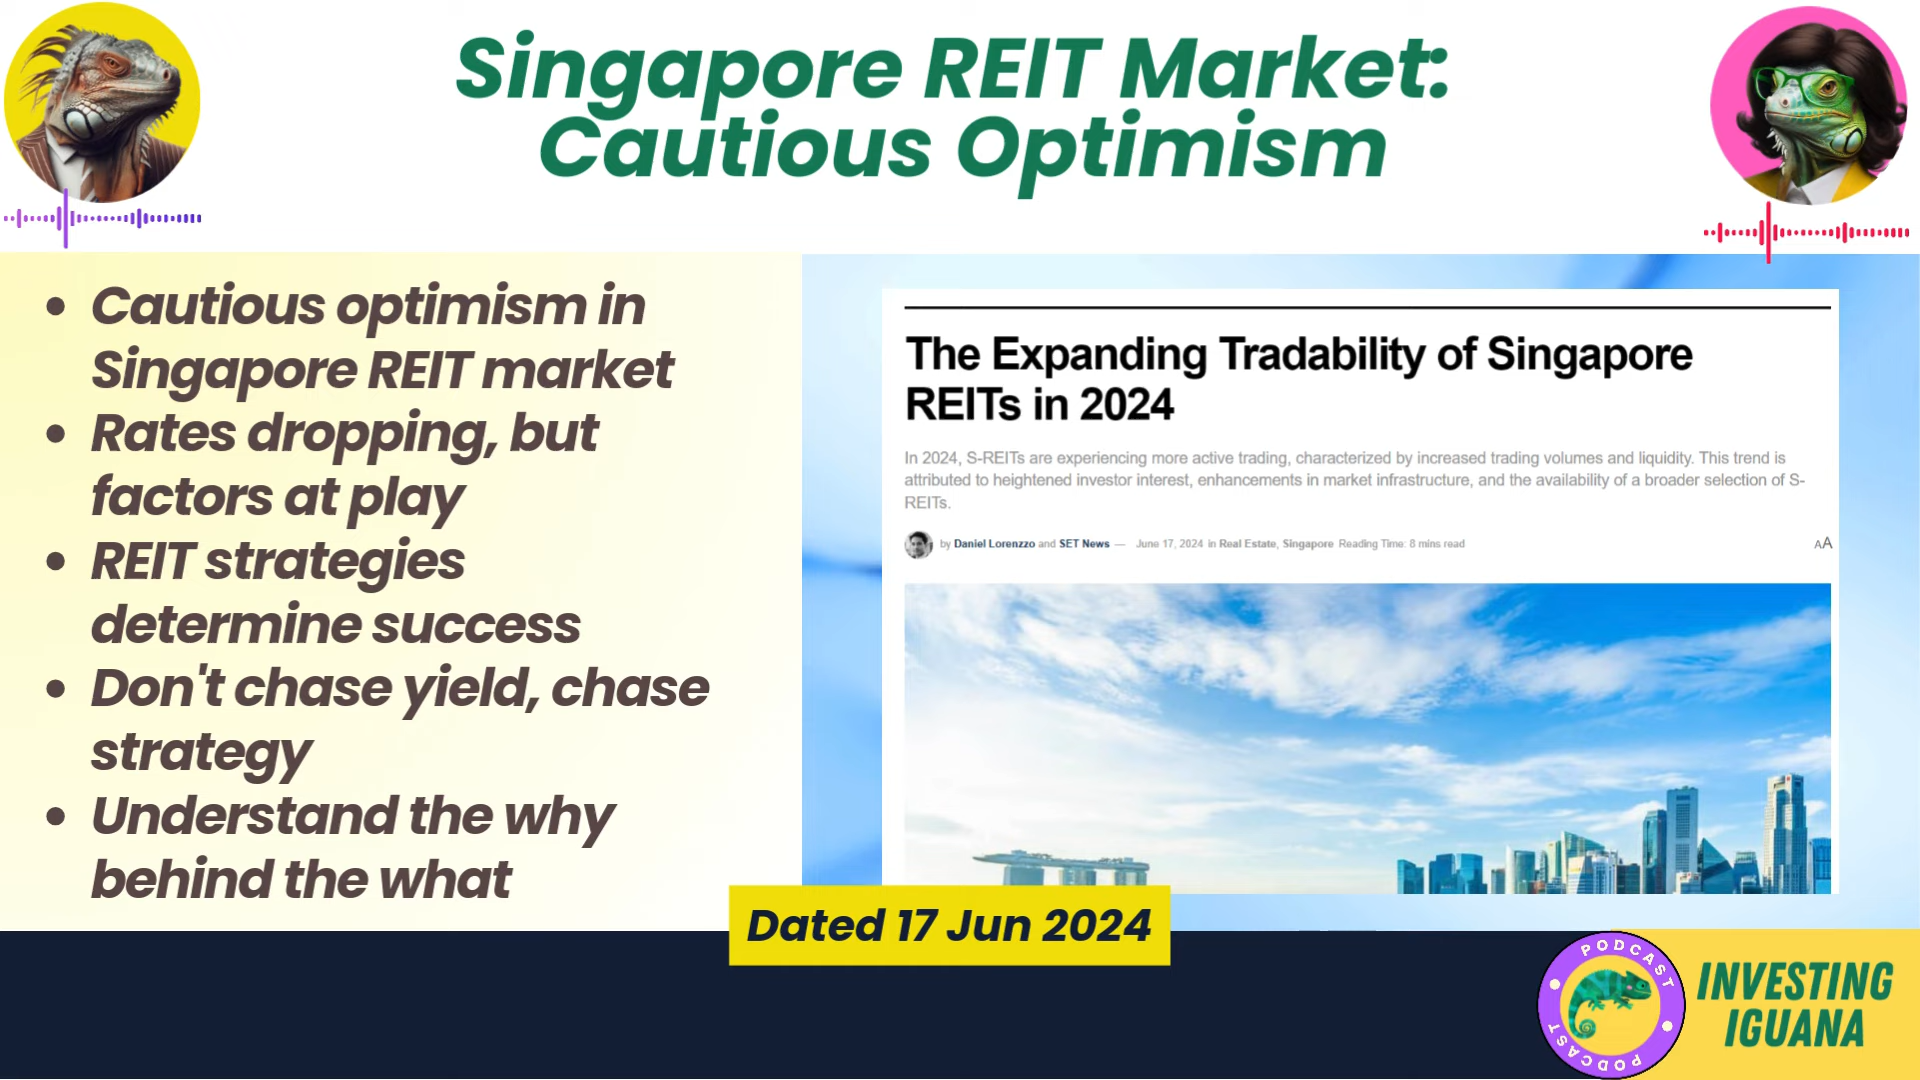 Singapore REIT Market:
Cautious Optimism
• Cautious optimism in
Singapore REIT market
• Rates dropping, but
factors at play
• REIT strategies
determine success
• Don't chase yield, chase
strategy
• Understand the why
behind the what
The Expanding Tradability of Singapore
REITs in 2024
In 2024, S-REITs are experiencing more active trading, characterized by increased trading volumes and liquidity. This trend is
attributed to heightened investor interest, enhancements in market infrastructure, and the availability of a broader selection of S-
REITs.
by Daniel Lorenzzo and SET News — June 17, 2024 in Real Estate, Singapore Reading Time: 8 mins read
AA
Dated 17 Jun 2024
PODCAST
PODCAST
INVESTING
IGUANA